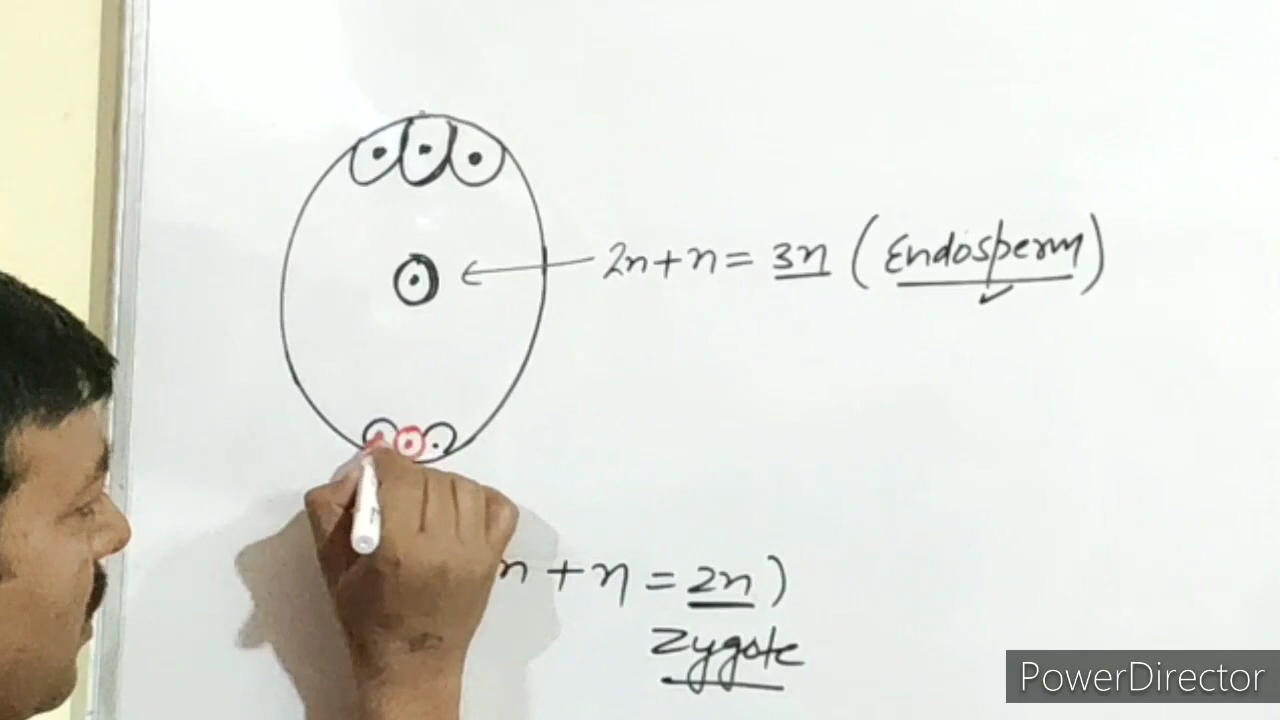 2n+n = 3n (Endosperm)
n + n = 2n)
Zygote
PowerDirector